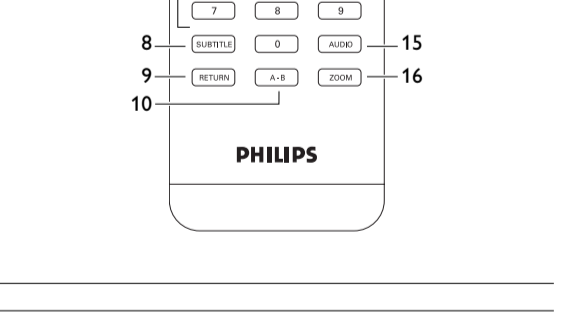 7 8 9
8 SUBTITLE 0 AUDIO 15
9 RETURN A-B ZOOM 16
10
PHILIPS